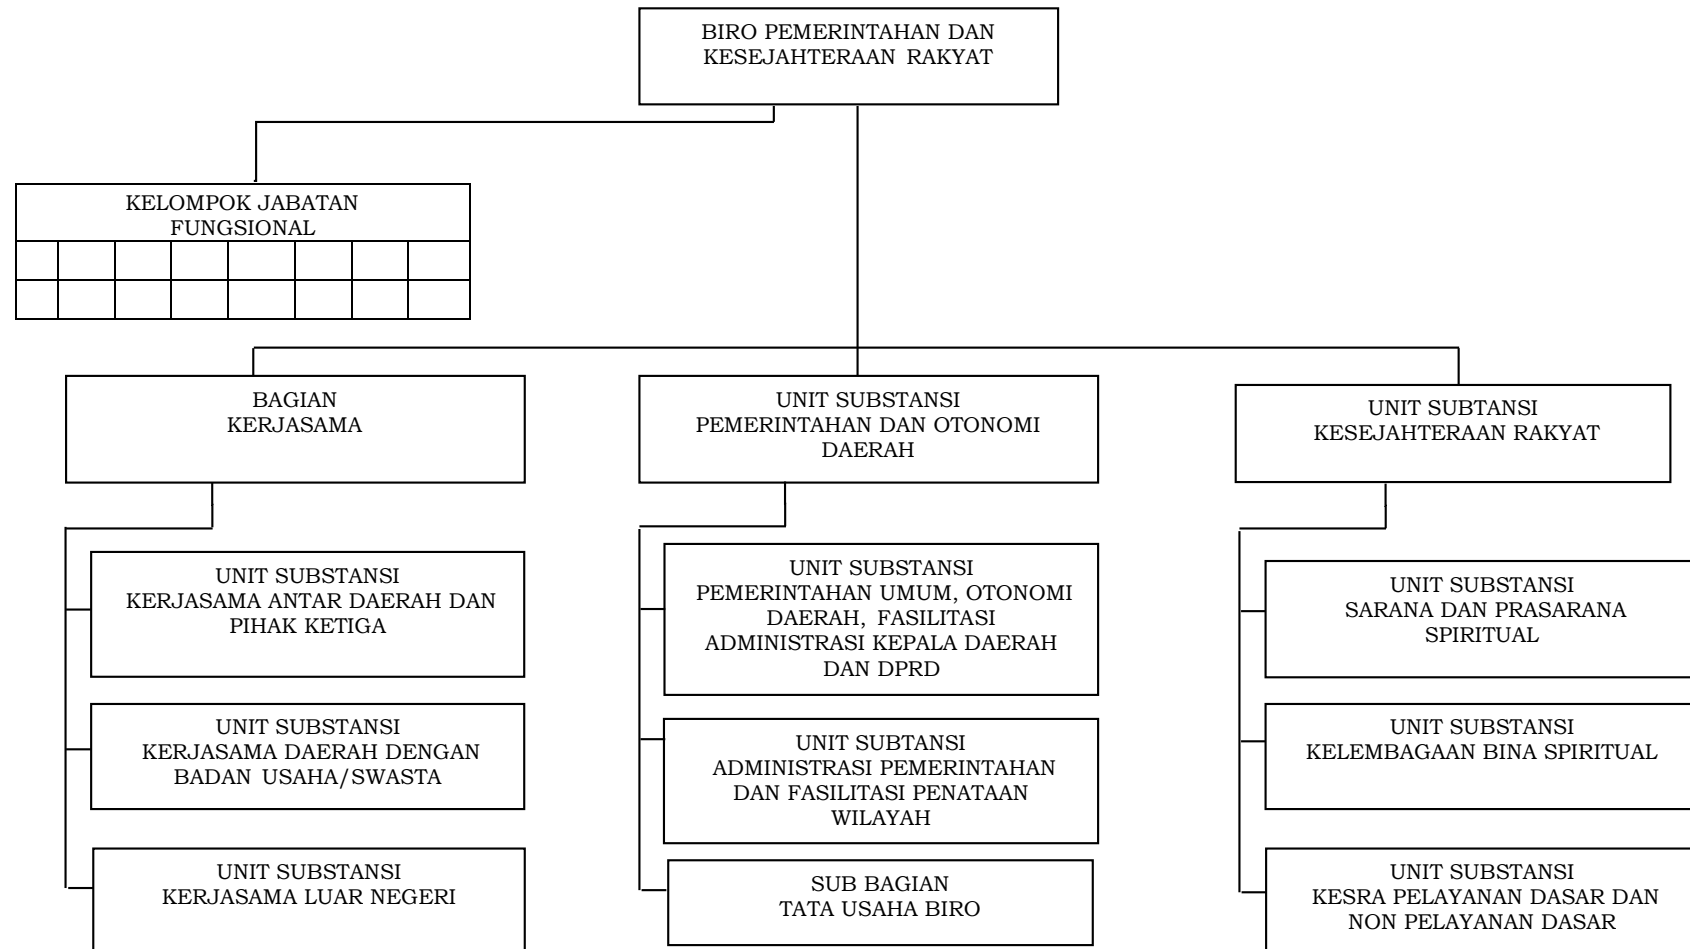 BIRO PEMERINTAHAN DAN
KESEJAHTERAAN RAKYAT
KELOMPOK JABATAN
FUNGSIONAL
BAGIAN
KERJASAMA
UNIT SUBSTANSI
KERJASAMA ANTAR DAERAH DAN
PIHAK KETIGA
UNIT SUBSTANSI
KERJASAMA DAERAH DENGAN
BADAN USAHA/SWASTA
UNIT SUBSTANSI
KERJASAMA LUAR NEGERI
UNIT SUBSTANSI
PEMERINTAHAN DAN OTONOMI
DAERAH
UNIT SUBSTANSI
PEMERINTAHAN UMUM, OTONOMI
DAERAH, FASILITASI
ADMINISTRASI KEPALA DAERAH
DAN DPRD
UNIT SUBTANSI
ADMINISTRASI PEMERINTAHAN
DAN FASILITASI PENATAAN
WILAYAH
SUB BAGIAN
TATA USAHA BIRO
UNIT SUBTANSI
KESEJAHTERAAN RAKYAT
UNIT SUBSTANSI
SARANA DAN PRASARANA
SPIRITUAL
UNIT SUBSTANSI
KELEMBAGAAN BINA SPIRITUAL
UNIT SUBSTANSI
KESRA PELAYANAN DASAR DAN
NON PELAYANAN DASAR